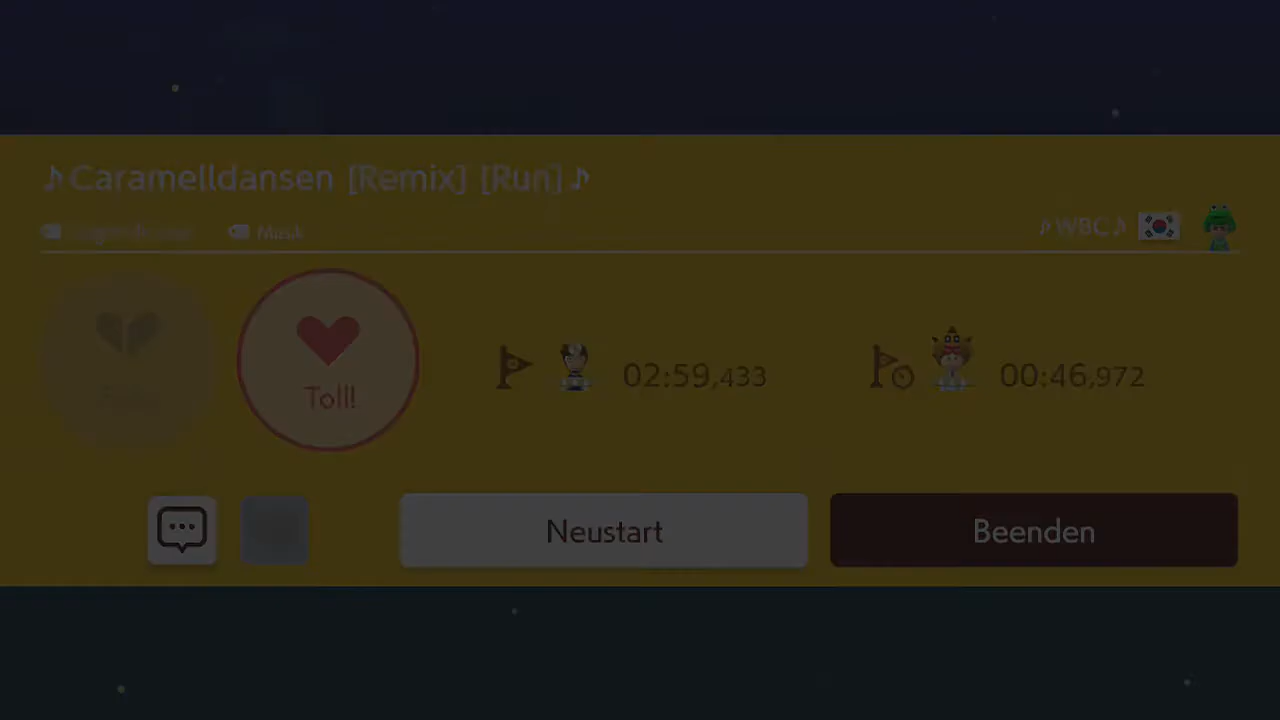 ♪Caramelldansen [Remix] [Run]♪
Musik
♪WBC♪
Toll!
02:59,433
00:46,972
Neustart
Beenden